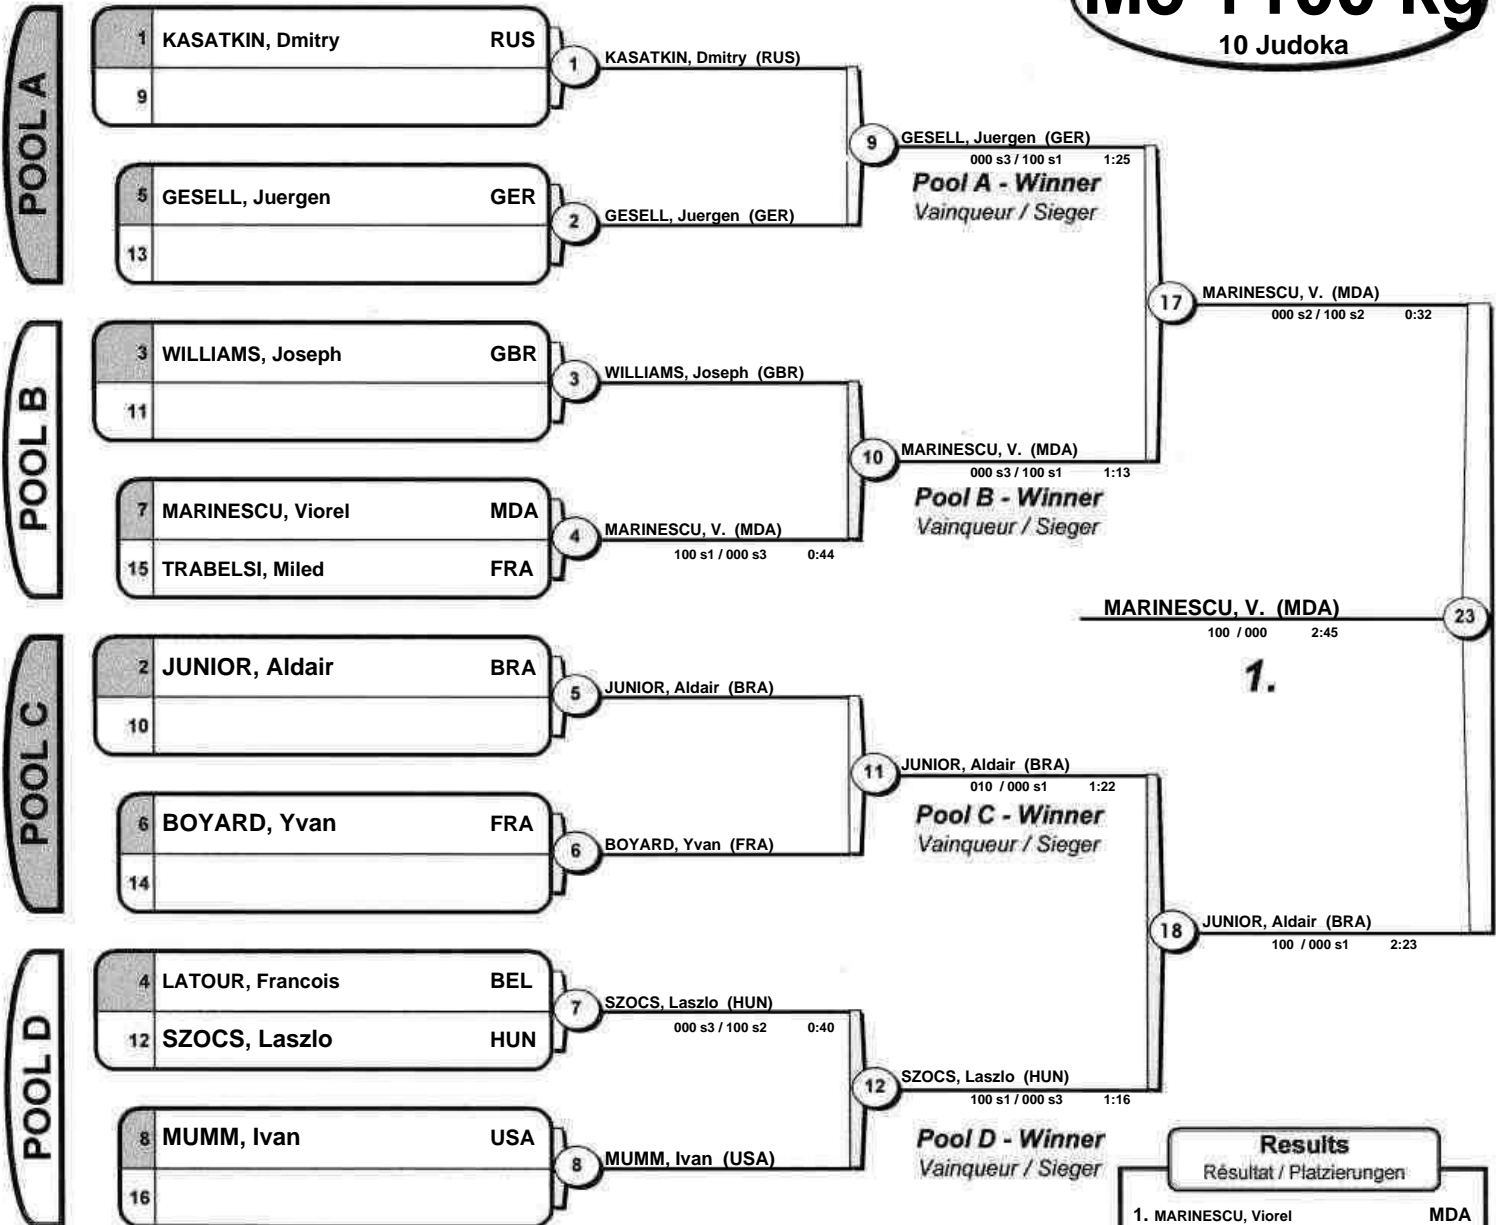 10 Judoka
POOL A
1 KASATKIN, Dmitry RUS
9
1
KASATKIN, Dmitry (RUS)
5 GESELL, Juergen GER
13
2
GESELL, Juergen (GER)
9
GESELL, Juergen (GER)
000 s3 / 100 s1 1:25
Pool A - Winner
Vainqueur / Sieger
POOL B
3 WILLIAMS, Joseph GBR
11
3
WILLIAMS, Joseph (GBR)
7 MARINESCU, Viorel MDA
15 TRABELSI, Miled FRA
4
MARINESCU, V. (MDA)
100 s1 / 000 s3 0:44
10
MARINESCU, V. (MDA)
000 s3 / 100 s1 1:13
Pool B - Winner
Vainqueur / Sieger
17
MARINESCU, V. (MDA)
000 s2 / 100 s2 0:32
MARINESCU, V. (MDA)
100 / 000 2:45
23
1.
POOL C
2 JUNIOR, Aldair BRA
10
5
JUNIOR, Aldair (BRA)
6 BOYARD, Yvan FRA
14
6
BOYARD, Yvan (FRA)
11
JUNIOR, Aldair (BRA)
010 / 000 s1 1:22
Pool C - Winner
Vainqueur / Sieger
18
JUNIOR, Aldair (BRA)
100 / 000 s1 2:23
POOL D
4 LATOUR, Francois BEL
12 SZOCS, Laszlo HUN
7
SZOCS, Laszlo (HUN)
000 s3 / 100 s2 0:40
8 MUMM, Ivan USA
16
8
MUMM, Ivan (USA)
12
SZOCS, Laszlo (HUN)
100 s1 / 000 s3 1:16
Pool D - Winner
Vainqueur / Sieger
Results
Résultat / Platzierungen
1. MARINESCU, Viorel MDA